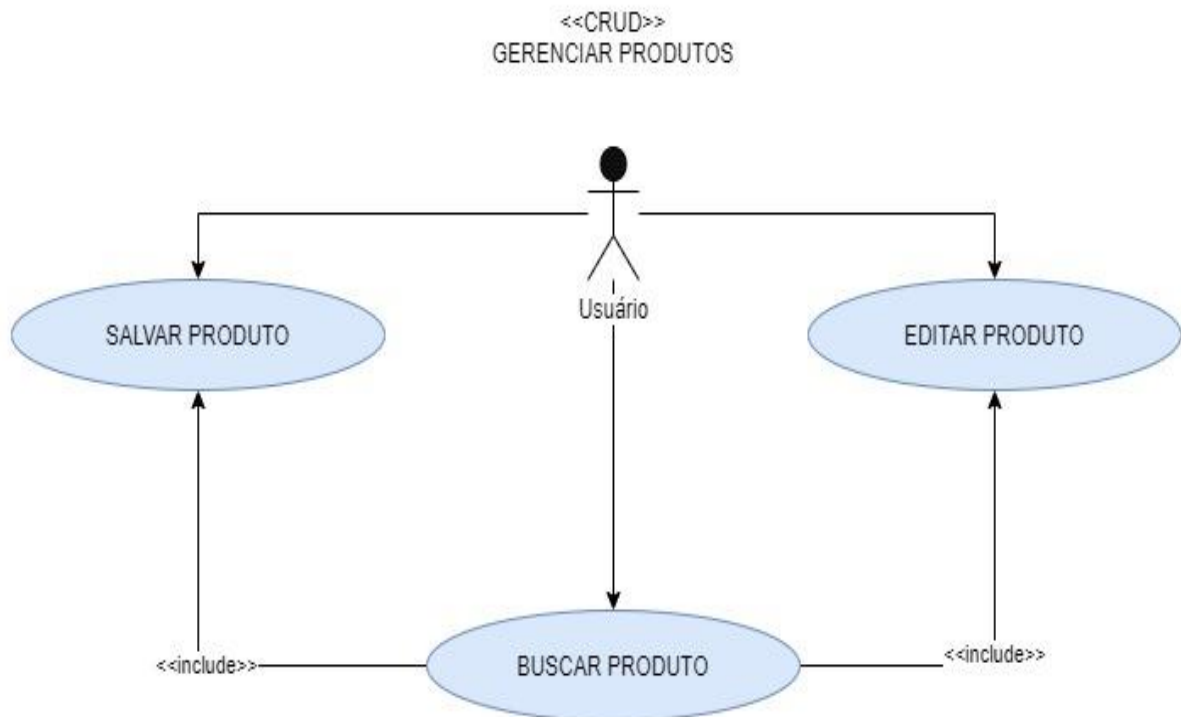 <<CRUD>>
GERENCIAR PRODUTOS
Usuário
SALVAR PRODUTO
EDITAR PRODUTO
<<include>>
BUSCAR PRODUTO
<<include>>